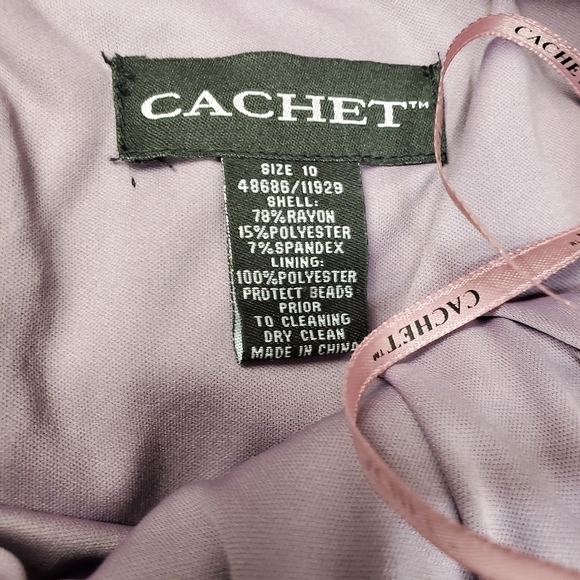 CACHET™
SIZE 10
48686/11929
SHELL:
78%RAYON
15%POLYESTER
7%SPANDEX
LINING:
100%POLYESTER
PROTECT BEADS
PRIOR
TO CLEANING
DRY CLEAN
MADE IN CHINA
CACHET
CACHET™